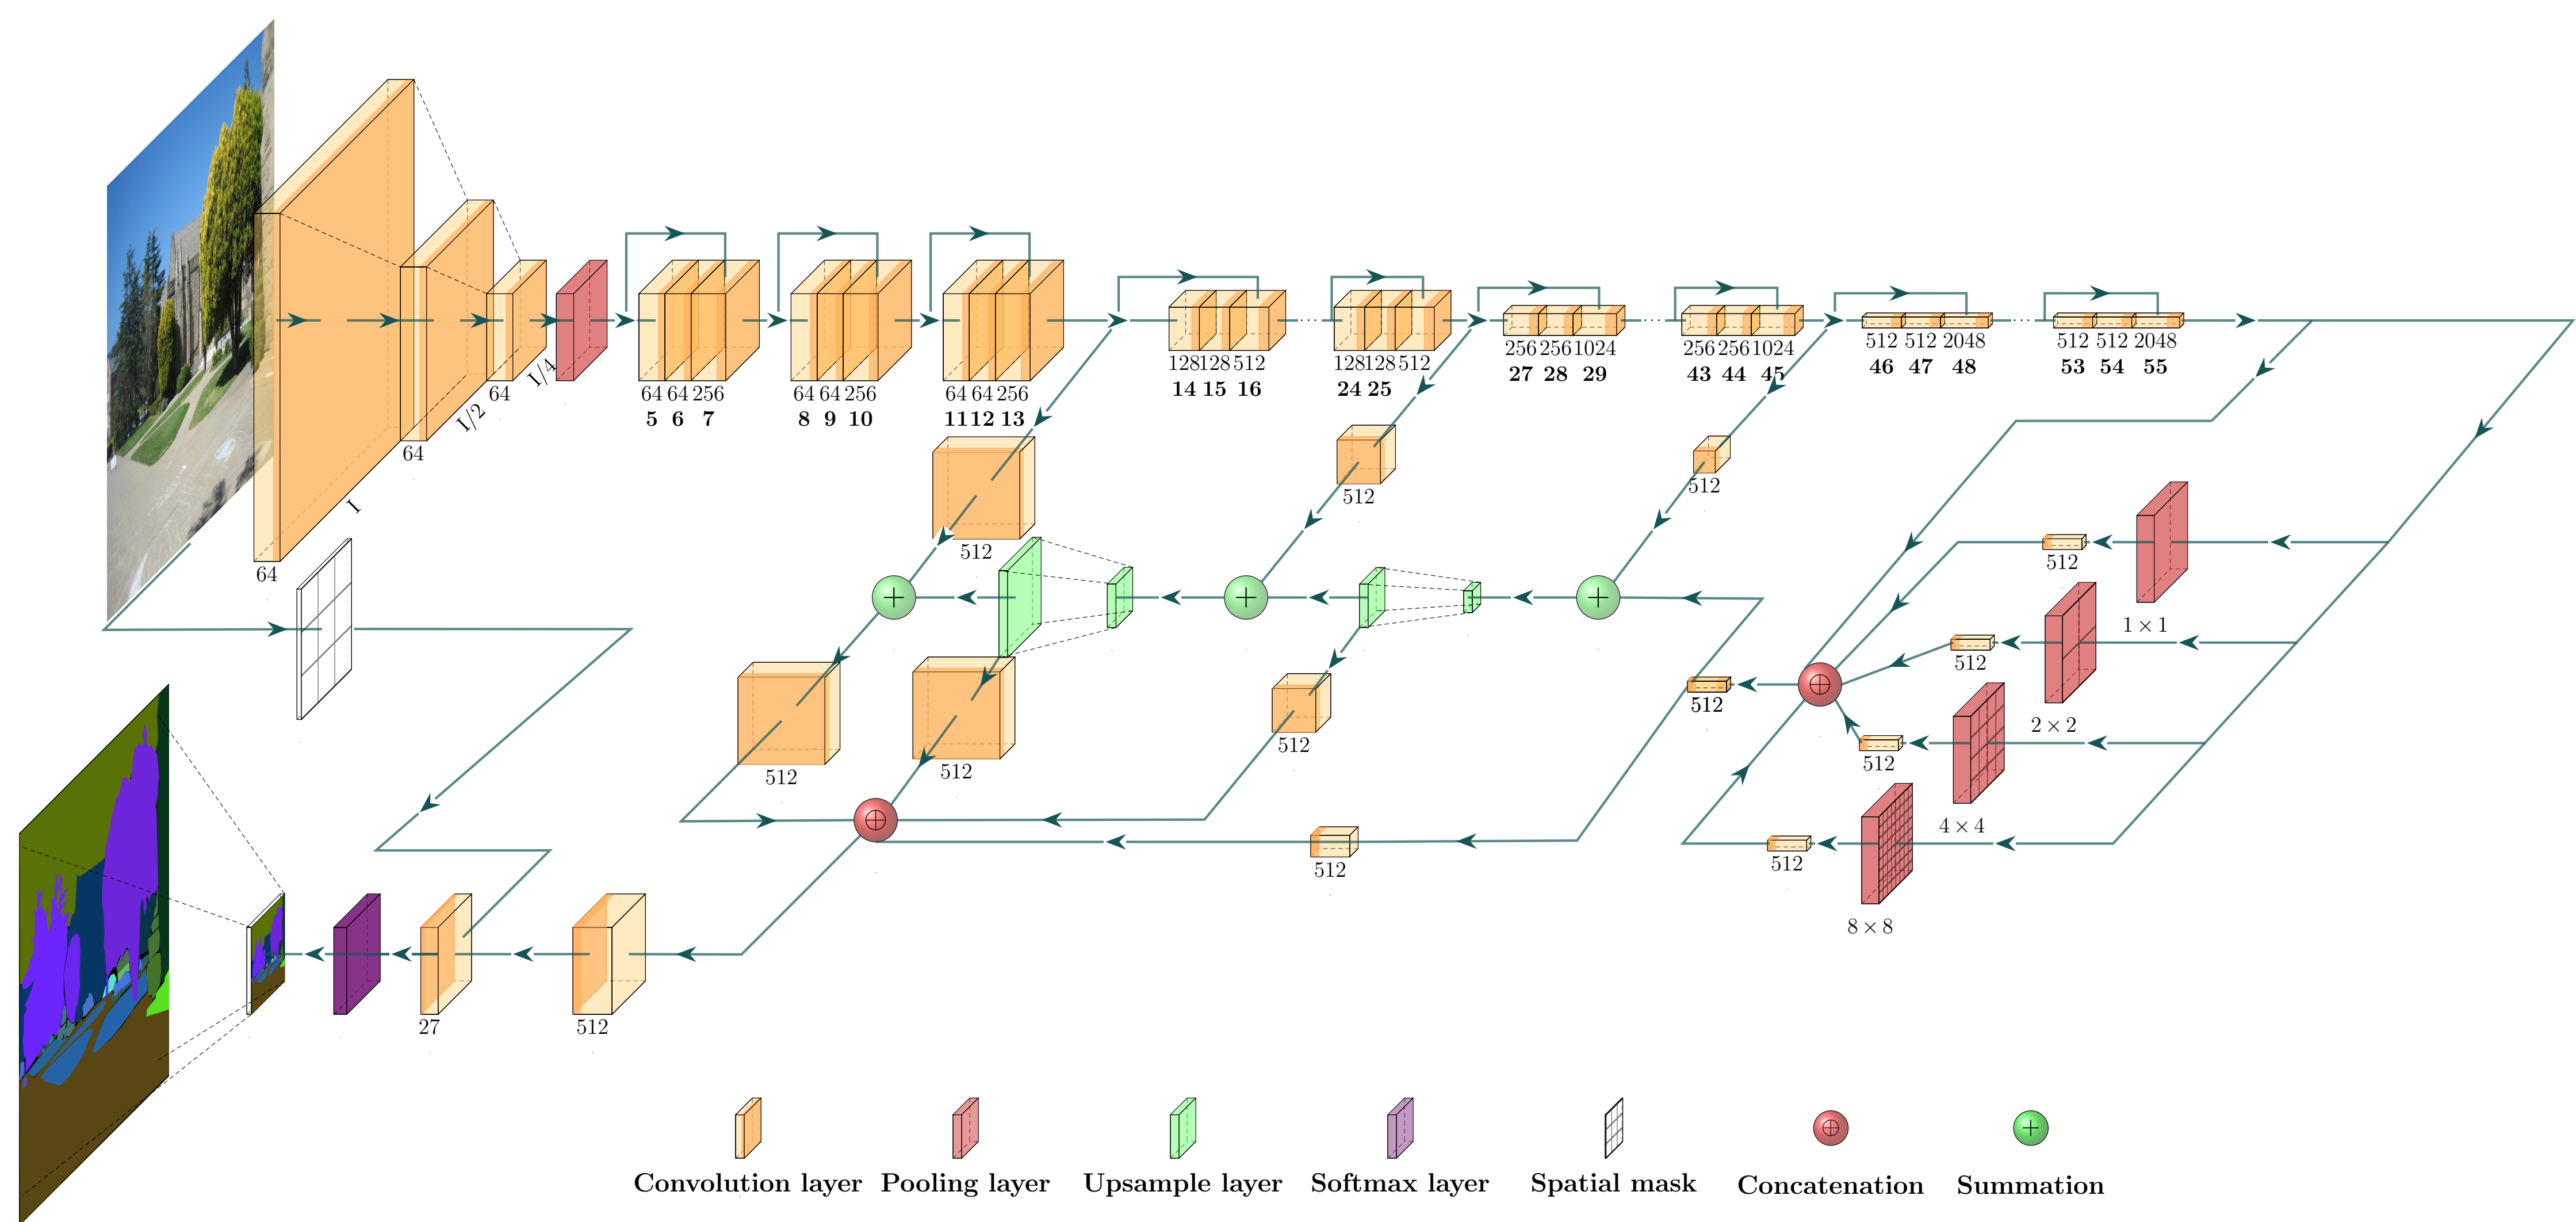 64
I
64
I/2
64
I/4
64 64 256
5 6 7
64 64 256
8 9 10
64 64 256
11 12 13
128 128 512
14 15 16
···
128 128 512
24 25
256 256 1024
27 28 29
···
256 256 1024
43 44 45
512 512 2048
46 47 48
···
512 512 2048
53 54 55
512
512
512
512
1 × 1
512
2 × 2
512
4 × 4
512
8 × 8
512
512
512
512
512
27
512
Convolution layer
Pooling layer
Upsample layer
Softmax layer
Spatial mask
Concatenation
Summation